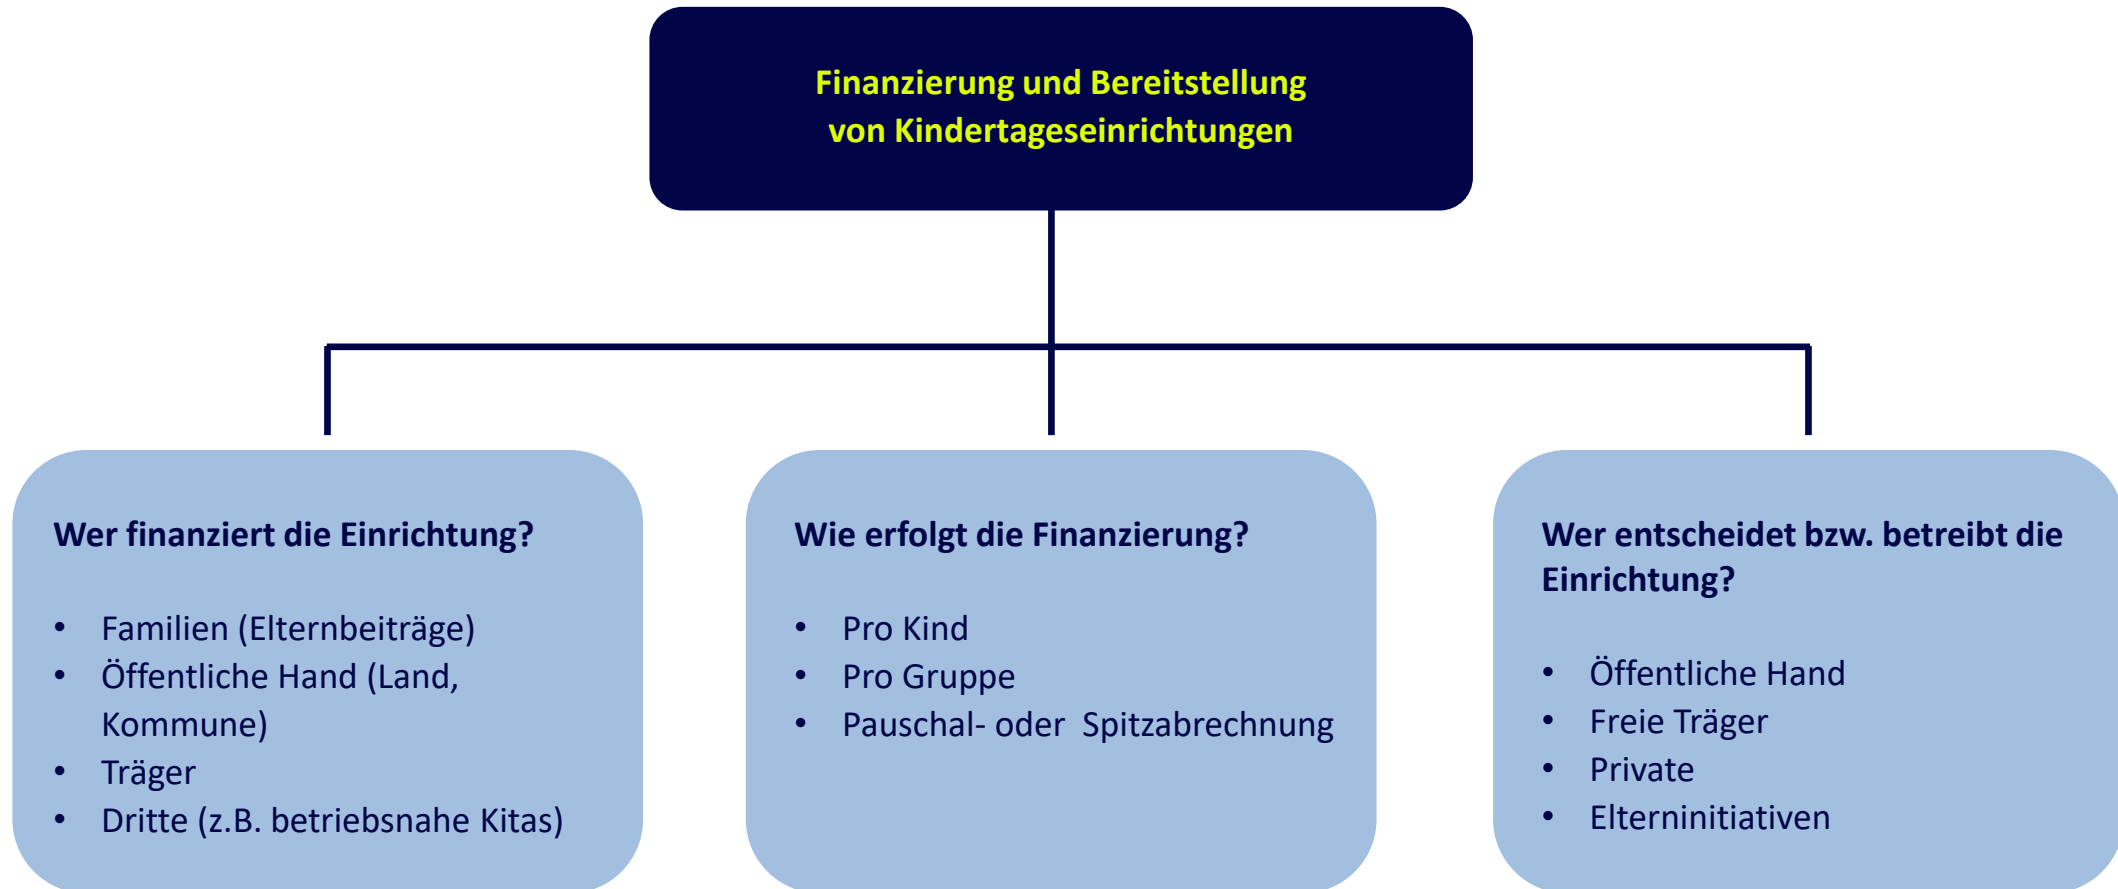 Finanzierung und Bereitstellung
von Kindertageseinrichtungen
Wer finanziert die Einrichtung?
• Familien (Elternbeiträge)
• Öffentliche Hand (Land,
Kommune)
• Träger
• Dritte (z.B. betriebsnahe Kitas)
Wie erfolgt die Finanzierung?
• Pro Kind
• Pro Gruppe
• Pauschal- oder Spitzabrechnung
Wer entscheidet bzw. betreibt die
Einrichtung?
• Öffentliche Hand
• Freie Träger
• Private
• Elterninitiativen